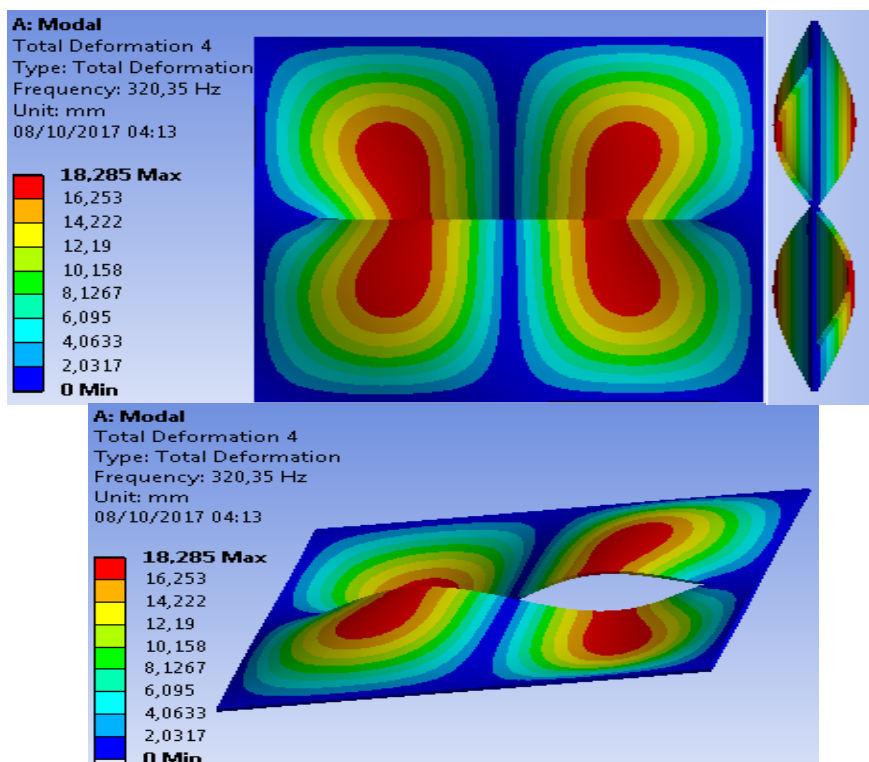 A: Modal
Total Deformation 4
Type: Total Deformation
Frequency: 320,35 Hz
Unit: mm
08/10/2017 04:13
18,285 Max
16,253
14,222
12,19
10,158
8,1267
6,095
4,0633
2,0317
0 Min
A: Modal
Total Deformation 4
Type: Total Deformation
Frequency: 320,35 Hz
Unit: mm
08/10/2017 04:13
18,285 Max
16,253
14,222
12,19
10,158
8,1267
6,095
4,0633
2,0317
0 Min